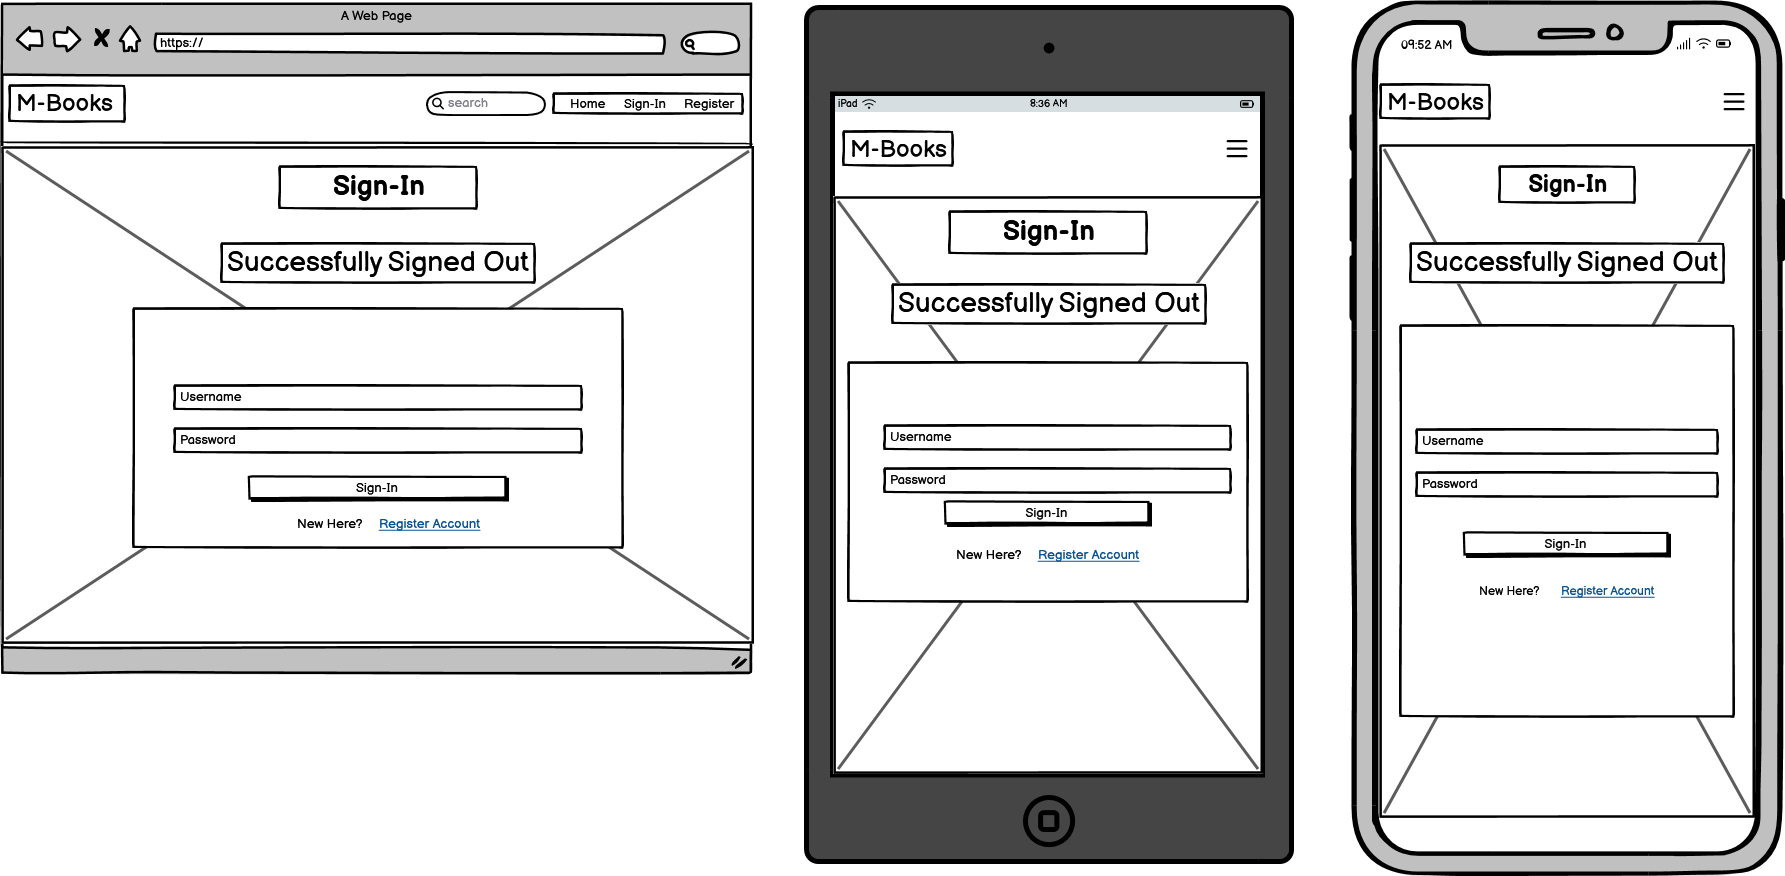 A Web Page
https://
M-Books
search
Home Sign-In Register
Sign-In
Successfully Signed Out
Username
Password
Sign-In
New Here? Register Account
iPad 8:36 AM
M-Books
Sign-In
Successfully Signed Out
Username
Password
Sign-In
New Here? Register Account
09:52 AM
M-Books
Sign-In
Successfully Signed Out
Username
Password
Sign-In
New Here? Register Account